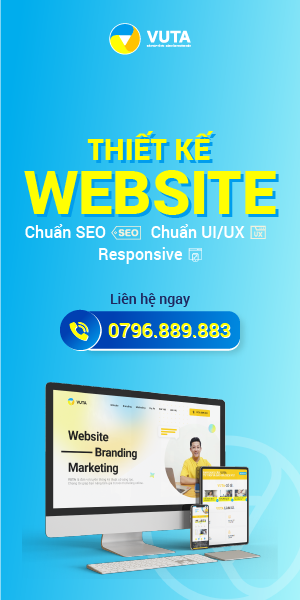 VUTA
THIẾT KẾ
WEBSITE
Chuẩn SEO SEO Chuẩn UI/UX
Responsive
Liên hệ ngay
0796.889.883
VUTA
Website
Branding
Marketing